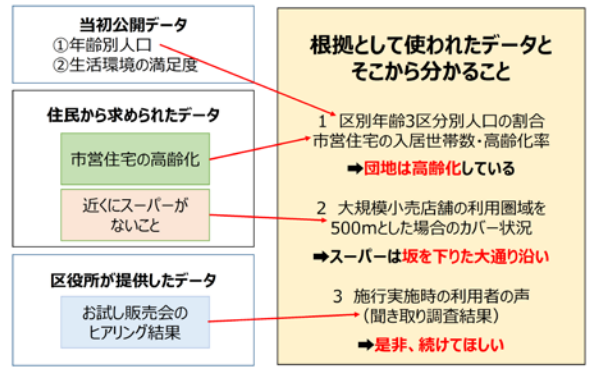 当初公開データ
①年齢別人口
②生活環境の満足度
住民から求められたデータ
市営住宅の高齢化
近くにスーパーが
ないこと
区役所が提供したデータ
お試し販売会の
ヒアリング結果
根拠として使われたデータと
そこから分かること
1 区別年齢3区分別人口の割合
市営住宅の入居世帯数・高齢化率
➡団地は高齢化している
2 大規模小売店舗の利用圏域を
500mとした場合のカバー状況
➡スーパーは坂を下りた大通り沿い
3 施行実施時の利用者の声
（聞き取り調査結果）
➡是非、続けてほしい